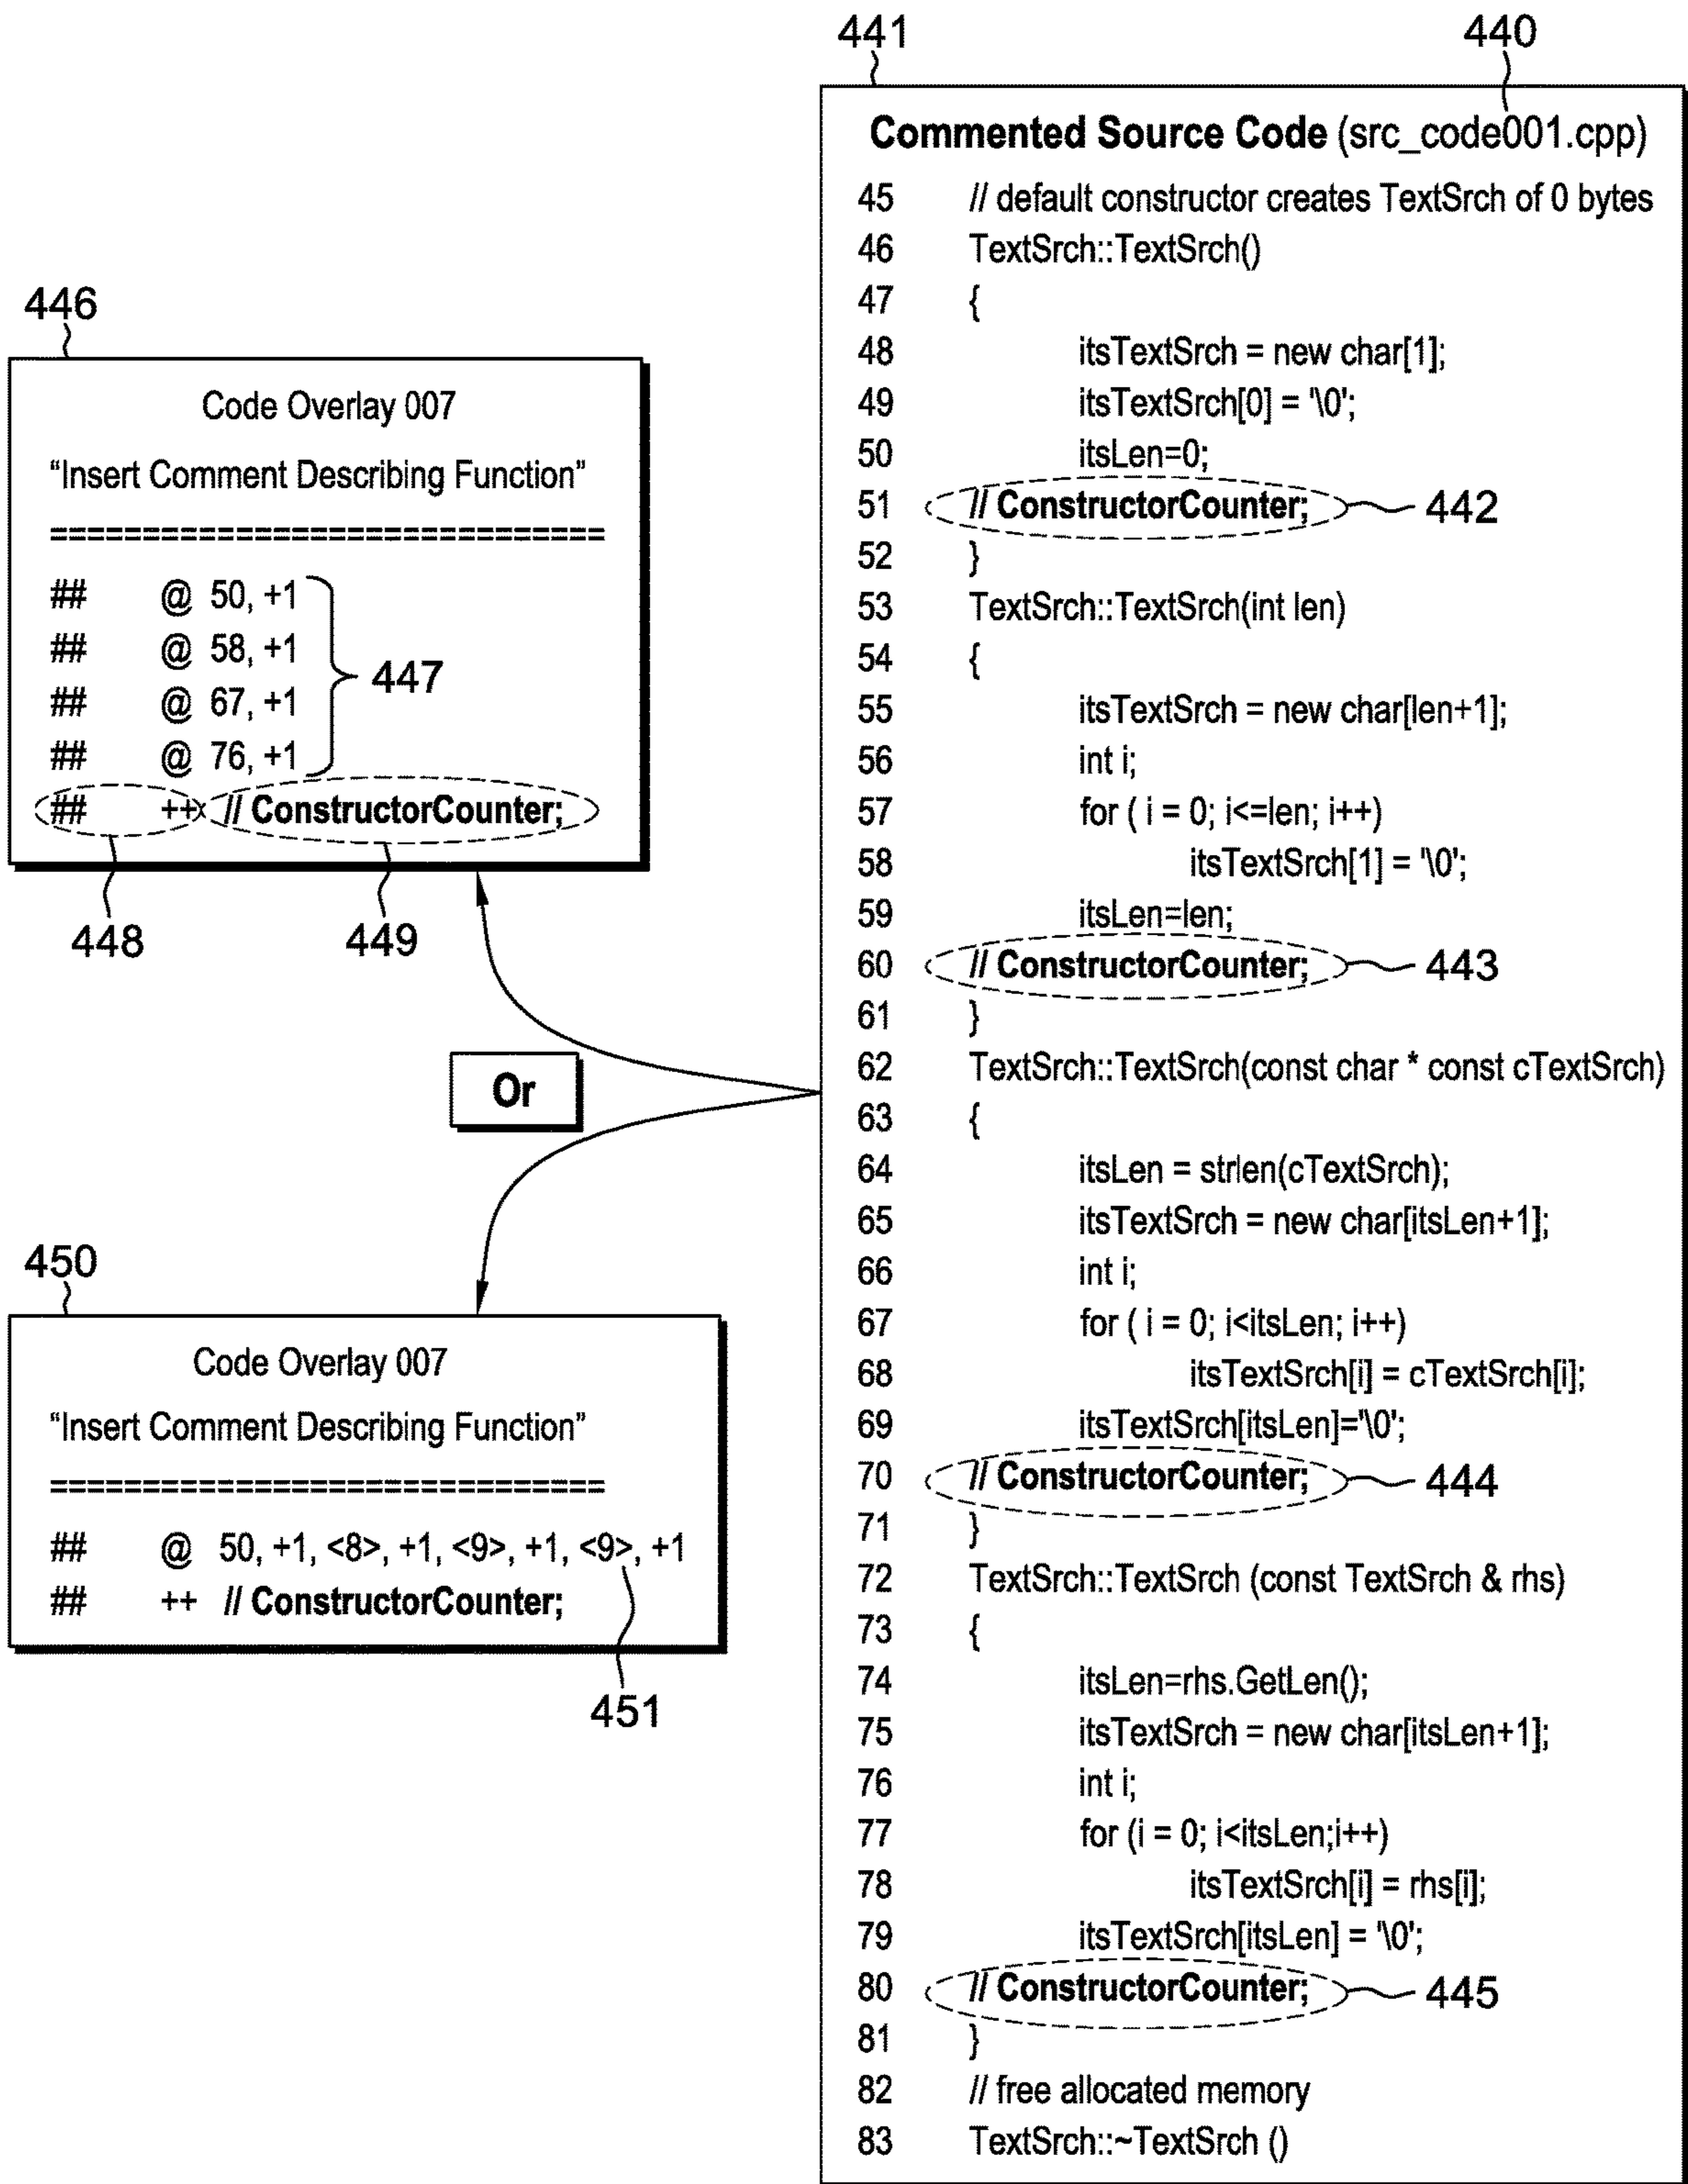 446
Code Overlay 007
“Insert Comment Describing Function”
==============================
## @ 50, +1
## @ 58, +1
## @ 67, +1
## @ 76, +1
447
## ++ // ConstructorCounter;
448
449
Or
450
Code Overlay 007
“Insert Comment Describing Function”
==============================
## @ 50, +1, <8>, +1, <9>, +1, <9>, +1
## ++ // ConstructorCounter;
451
441
440
Commented Source Code (src_code001.cpp)
45 // default constructor creates TextSrch of 0 bytes
46 TextSrch::TextSrch()
47 {
48 itsTextSrch = new char[1];
49 itsTextSrch[0] = '\0';
50 itsLen=0;
51 // ConstructorCounter; 442
52 }
53 TextSrch::TextSrch(int len)
54 {
55 itsTextSrch = new char[len+1];
56 int i;
57 for ( i = 0; i<=len; i++)
58 itsTextSrch[1] = '\0';
59 itsLen=len;
60 // ConstructorCounter; 443
61 }
62 TextSrch::TextSrch(const char * const cTextSrch)
63 {
64 itsLen = strlen(cTextSrch);
65 itsTextSrch = new char[itsLen+1];
66 int i;
67 for ( i = 0; i<itsLen; i++)
68 itsTextSrch[i] = cTextSrch[i];
69 itsTextSrch[itsLen]='\0';
70 // ConstructorCounter; 444
71 }
72 TextSrch::TextSrch (const TextSrch & rhs)
73 {
74 itsLen=rhs.GetLen();
75 itsTextSrch = new char[itsLen+1];
76 int i;
77 for (i = 0; i<itsLen;i++)
78 itsTextSrch[i] = rhs[i];
79 itsTextSrch[itsLen] = '\0';
80 // ConstructorCounter; 445
81 }
82 // free allocated memory
83 TextSrch::~TextSrch ()